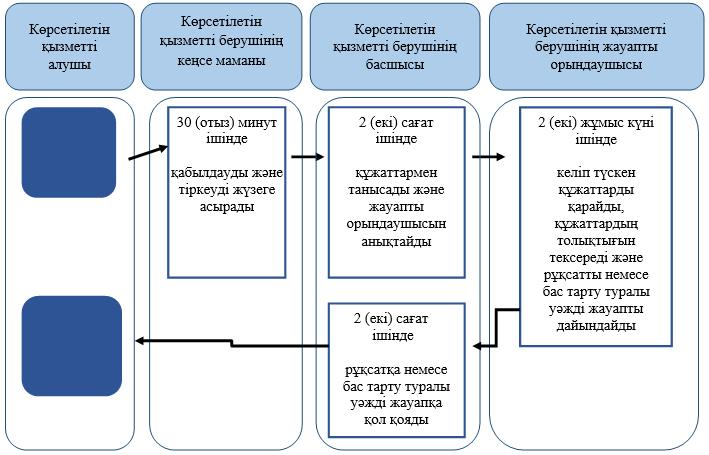 Көрсетілетін
қызметті
алушы
Көрсетілетін
қызметті берушінің
кеңсе маманы
Көрсетілетін
қызметті берушінің
басшысы
Көрсетілетін қызметті
берушінің жауапты
орындаушысы
30 (отыз) минут
ішінде
қабылдауды және
тіркеуді жүзеге
асырады
2 (екі) сағат
ішінде
құжаттармен
танысады және
жауапты
орындаушысын
анықтайды
2 (екі) жұмыс күні
ішінде
келіп түскен
құжаттарды
қарайды,
құжаттардың
толықтығын
тексереді және
рұқсатты немесе
бас тарту туралы
уәжді жауапты
дайындайды
2 (екі) сағат
ішінде
рұқсатқа немесе
бас тарту туралы
уәжді жауапқа
қол қояды